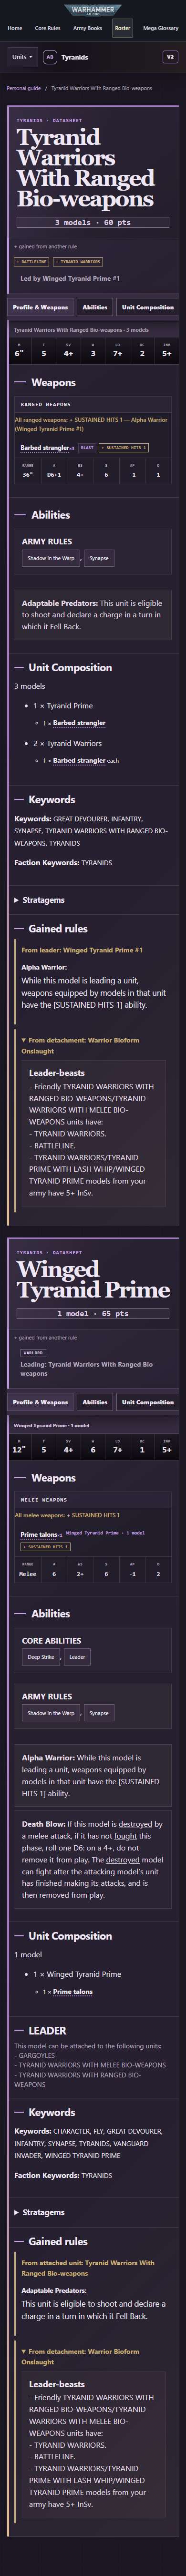 WARHAMMER
40,000
Home Core Rules Army Books Roster Mega Glossary
Units AB Tyranids V2
Personal guide / Tyranid Warriors With Ranged Bio-weapons
TYRANIDS · DATASHEET
Tyranid
Warriors
With Ranged
Bio-weapons
3 models · 60 pts
+ gained from another rule
+ BATTLELINE + TYRANID WARRIORS
Led by Winged Tyranid Prime #1
Profile & Weapons Abilities Unit Composition
Tyranid Warriors With Ranged Bio-weapons · 3 models
M T SV W LD OC INV
6" 5 4+ 3 7+ 2 5+
Weapons
RANGED WEAPONS
All ranged weapons: + SUSTAINED HITS 1 — Alpha Warrior
(Winged Tyranid Prime #1)
Barbed strangler ×3 BLAST + SUSTAINED HITS 1
RANGE A BS S AP D
36" D6+1 4+ 6 -1 1
Abilities
ARMY RULES
Shadow in the Warp, Synapse
Adaptable Predators: This unit is eligible
to shoot and declare a charge in a turn in
which it Fell Back.
Unit Composition
3 models
• 1 × Tyranid Prime
◦ 1 × Barbed strangler
• 2 × Tyranid Warriors
◦ 1 × Barbed strangler each
Keywords
Keywords: GREAT DEVOURER, INFANTRY,
SYNAPSE, TYRANID WARRIORS WITH RANGED BIO-
WEAPONS, TYRANIDS
Faction Keywords: TYRANIDS
Stratagems
Gained rules
From leader: Winged Tyranid Prime #1
Alpha Warrior:
While this model is leading a unit,
weapons equipped by models in that unit
have the [SUSTAINED HITS 1] ability.
From detachment: Warrior Bioform
Onslaught
Leader-beasts
- Friendly TYRANID WARRIORS WITH
RANGED BIO-WEAPONS/TYRANID
WARRIORS WITH MELEE BIO-
WEAPONS units have:
- TYRANID WARRIORS.
- BATTLELINE.
- TYRANID WARRIORS/TYRANID
PRIME WITH LASH WHIP/WINGED
TYRANID PRIME models from your
army have 5+ InSv.
TYRANIDS · DATASHEET
Winged
Tyranid Prime
1 model · 65 pts
+ gained from another rule
WARLORD
Leading: Tyranid Warriors With Ranged Bio-
weapons
Profile & Weapons Abilities Unit Composition
Winged Tyranid Prime · 1 model
M T SV W LD OC INV
12" 5 4+ 6 7+ 1 5+
Weapons
MELEE WEAPONS
All melee weapons: + SUSTAINED HITS 1
Prime talons ×1 Winged Tyranid Prime · 1 model
+ SUSTAINED HITS 1
RANGE A WS S AP D
Melee 6 2+ 6 -1 2
Abilities
CORE ABILITIES
Deep Strike, Leader
ARMY RULES
Shadow in the Warp, Synapse
Alpha Warrior: While this model is
leading a unit, weapons equipped by
models in that unit have the [SUSTAINED
HITS 1] ability.
Death Blow: If this model is destroyed by
a melee attack, if it has not fought this
phase, roll one D6: on a 4+, do not
remove it from play. The destroyed model
can fight after the attacking model's unit
has finished making its attacks, and is
then removed from play.
Unit Composition
1 model
• 1 × Winged Tyranid Prime
◦ 1 × Prime talons
LEADER
This model can be attached to the following units:
- GARGOYLES
- TYRANID WARRIORS WITH MELEE BIO-WEAPONS
- TYRANID WARRIORS WITH RANGED BIO-
WEAPONS
Keywords
Keywords: CHARACTER, FLY, GREAT DEVOURER,
INFANTRY, SYNAPSE, TYRANIDS, VANGUARD
INVADER, WINGED TYRANID PRIME
Faction Keywords: TYRANIDS
Stratagems
Gained rules
From attached unit: Tyranid Warriors With
Ranged Bio-weapons
Adaptable Predators:
This unit is eligible to shoot and declare a
charge in a turn in which it Fell Back.
From detachment: Warrior Bioform
Onslaught
Leader-beasts
- Friendly TYRANID WARRIORS WITH
RANGED BIO-WEAPONS/TYRANID
WARRIORS WITH MELEE BIO-
WEAPONS units have:
- TYRANID WARRIORS.
- BATTLELINE.
- TYRANID WARRIORS/TYRANID
PRIME WITH LASH WHIP/WINGED
TYRANID PRIME models from your
army have 5+ InSv.